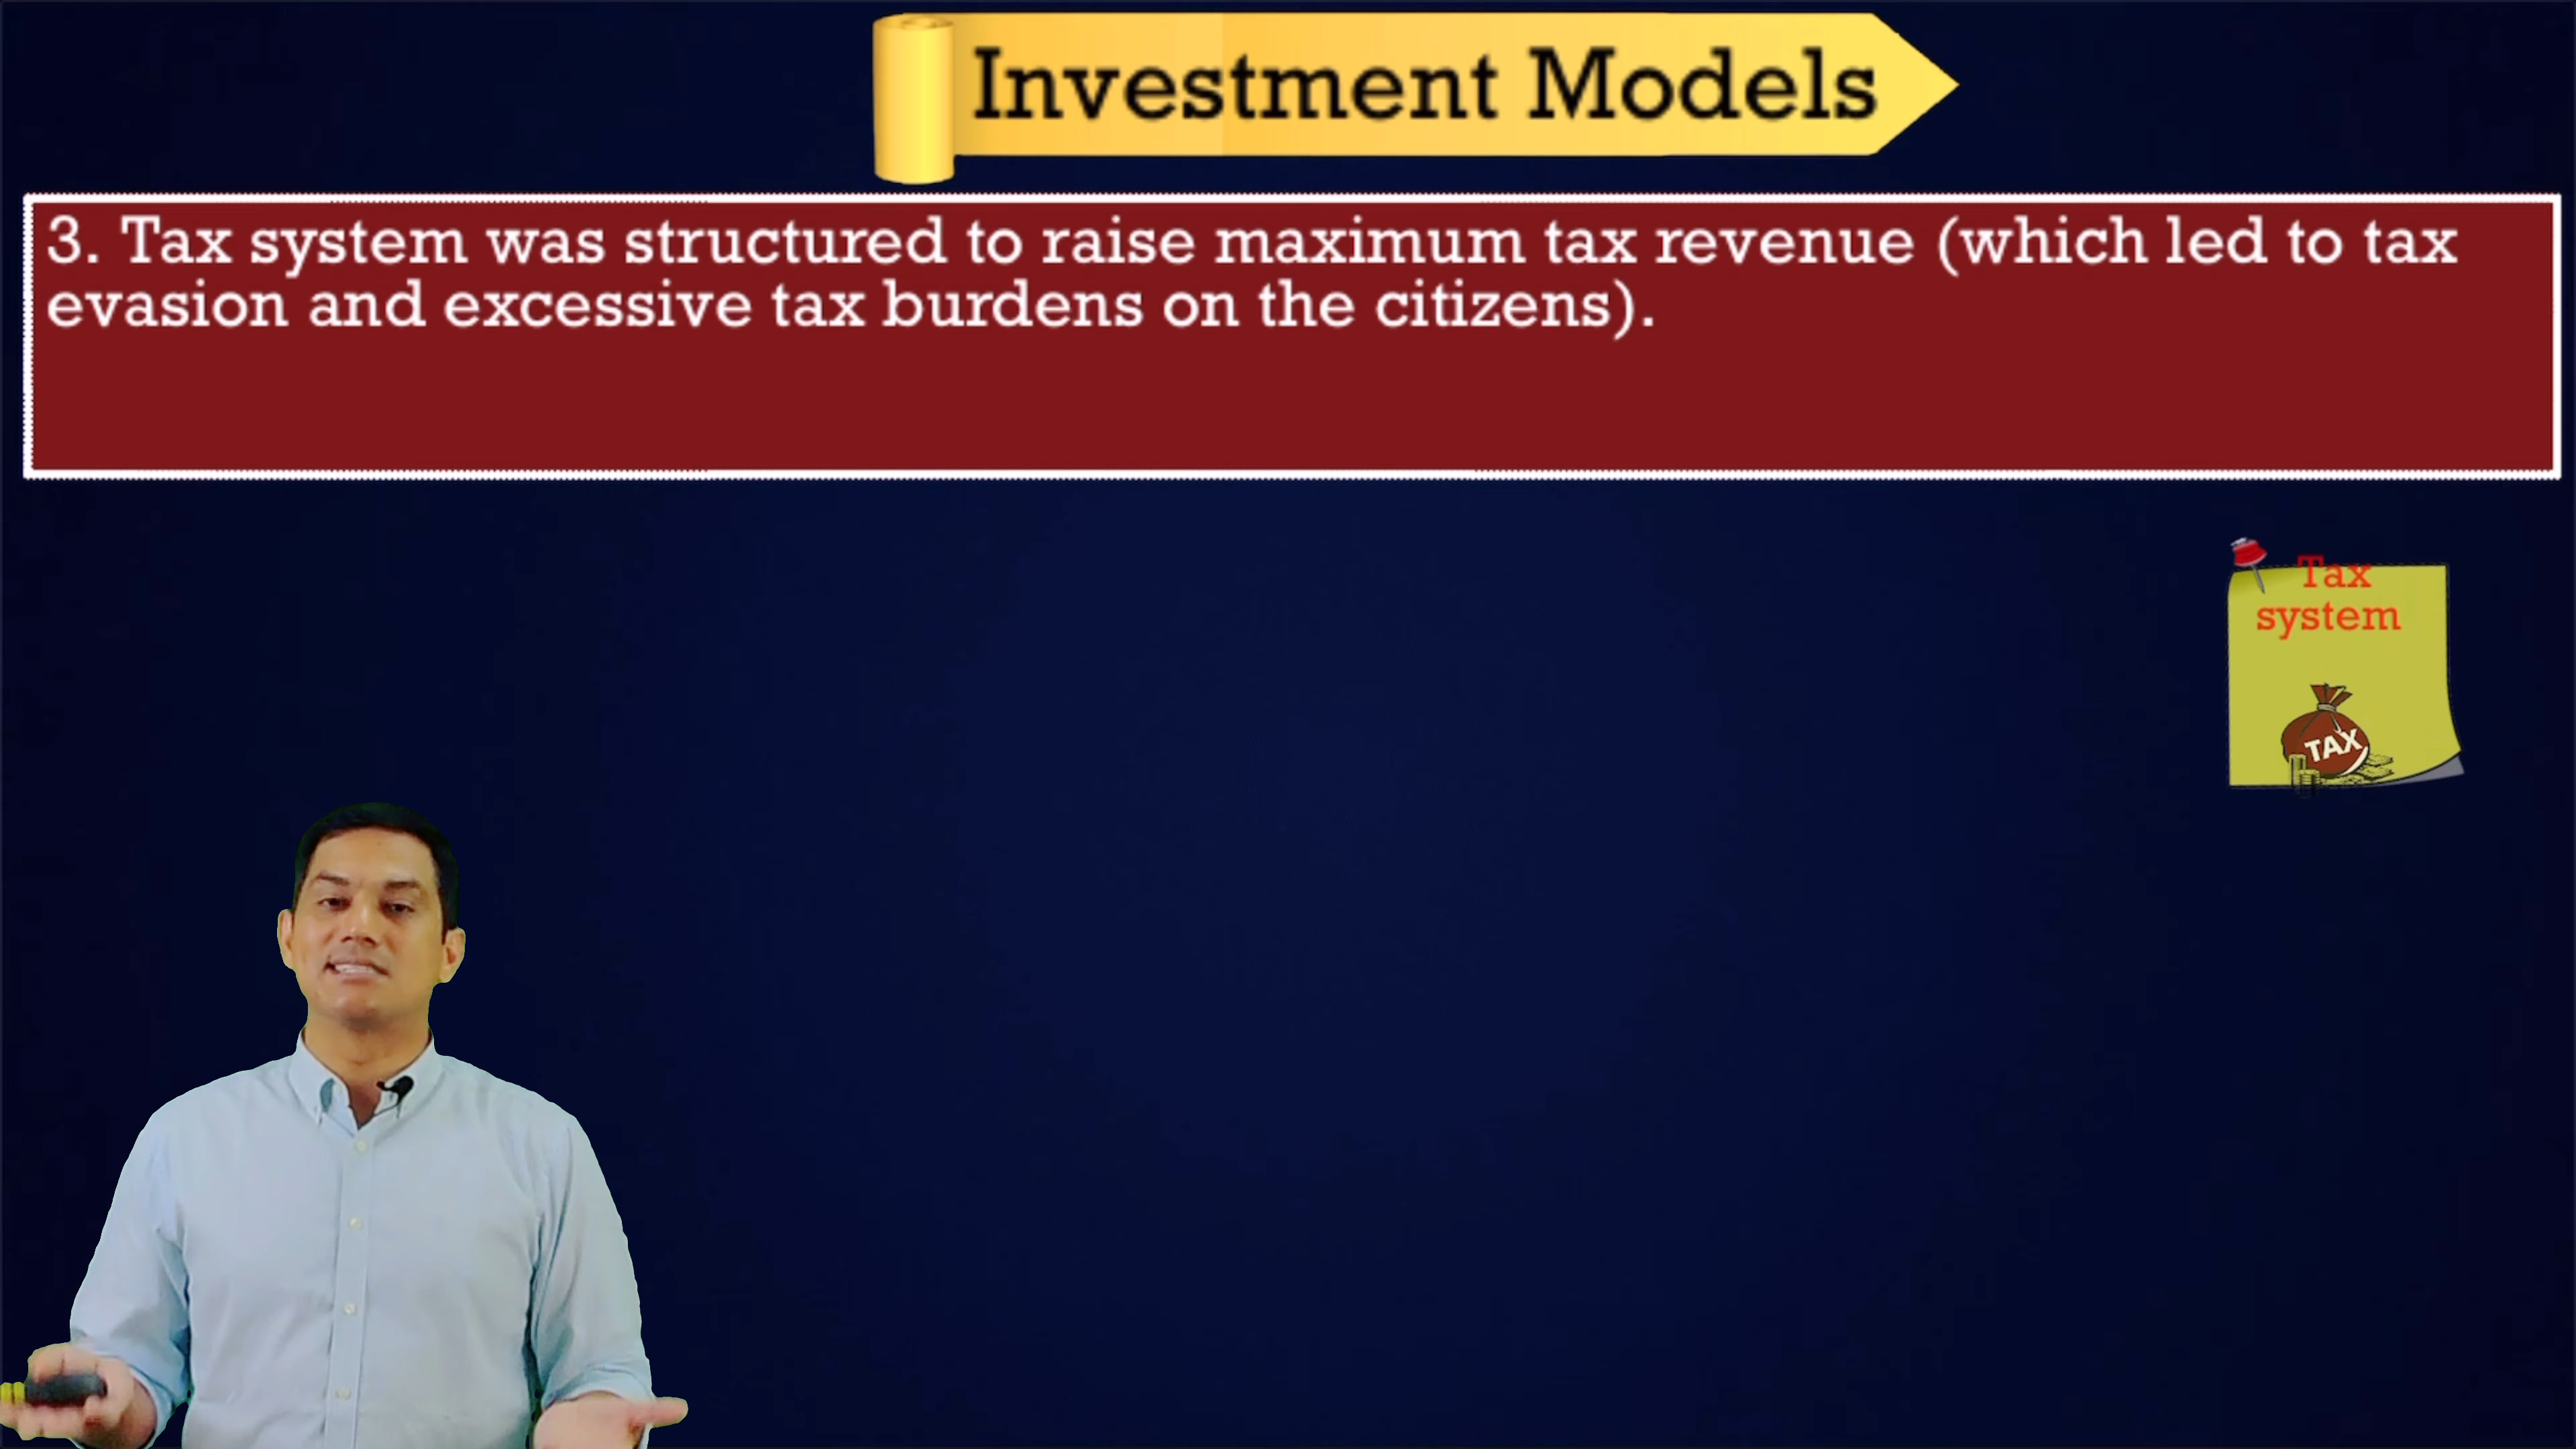 Investment Models
3. Tax system was structured to raise maximum tax revenue (which led to tax
evasion and excessive tax burdens on the citizens).
Tax
system
TAX